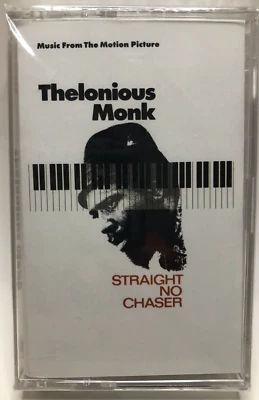 Music From The Motion Picture
Thelonious
Monk
STRAIGHT
NO
CHASER